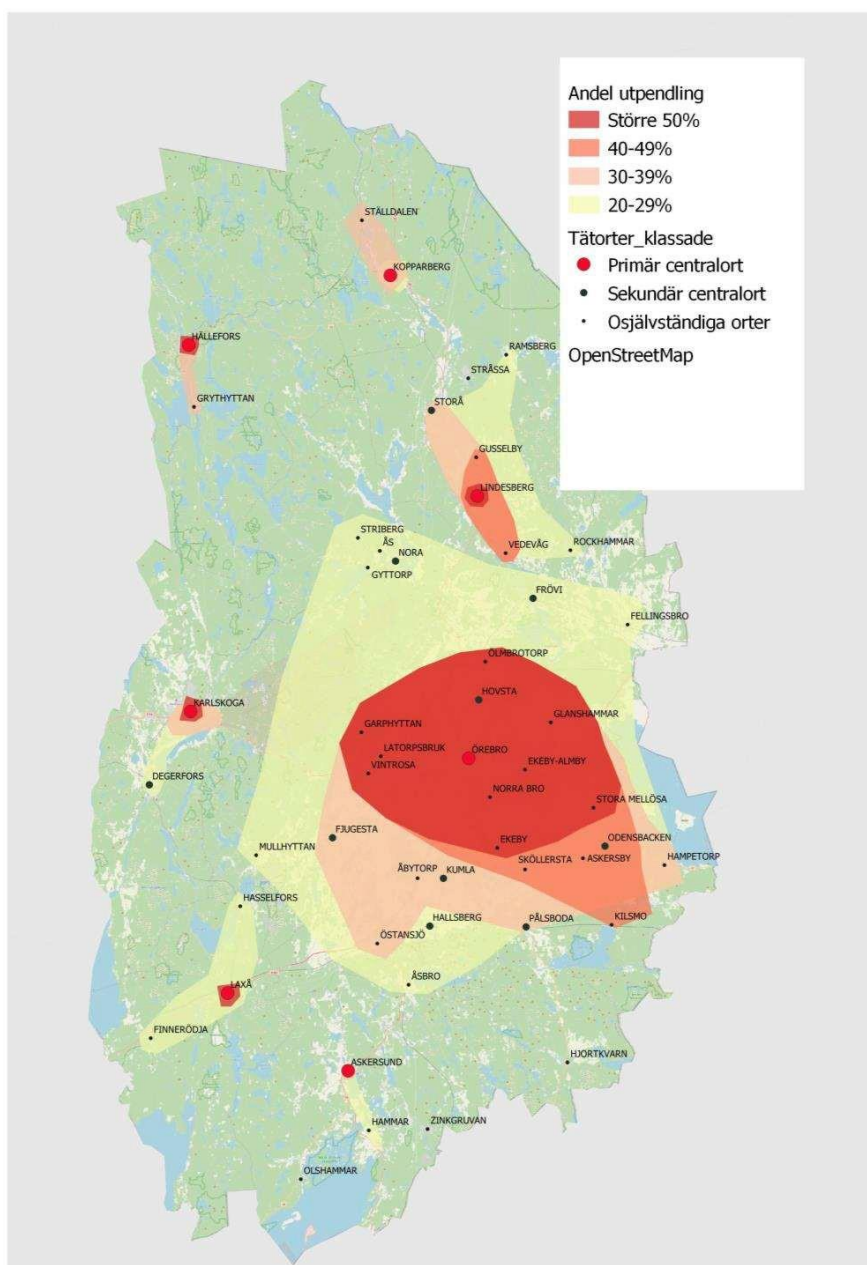 Andel utpendling
Större 50%
40-49%
30-39%
20-29%
Tätorter_klassade
Primär centralort
Sekundär centralort
Osjälvständiga orter
OpenStreetMap
STÄLLDALEN
KOPPARBERG
HÄLLEFORS
RAMSBERG
STRÅSSA
GRYTHYTTAN
STORÅ
GUSSELBY
LINDESBERG
STRIBERG
ÅS
NORA
VEDEVÅG
ROCKHAMMAR
GYTTORP
FRÖVI
FELLINGSBRO
ÖLMBROTORP
HOVSTA
KARLSKOGA
GLANSHAMMAR
GARPHYTTAN
LATORPSBRUK
ÖREBRO
VINTROSA
EKEBY-ALMBY
DEGERFORS
NORRA BRO
STORA MELLÖSA
FJUGESTA
EKEBY
ODENSBACKEN
MULLHYTTAN
SKÖLLERSTA
ASKERSBY
HAMPETORP
ÅBYTORP
KUMLA
HASSELFORS
HALLSBERG
PÅLSBODA
KILSMO
ÖSTANSJÖ
ÅSBRO
LAXÅ
FINNERÖDJA
HJORTKVARN
ASKERSUND
HAMMAR
ZINKGRUVAN
OLSHAMMAR